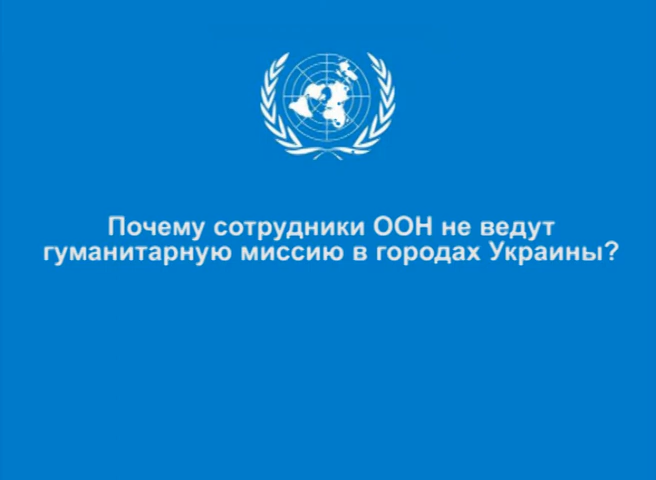 Почему сотрудники ООН не ведут
гуманитарную миссию в городах Украины?